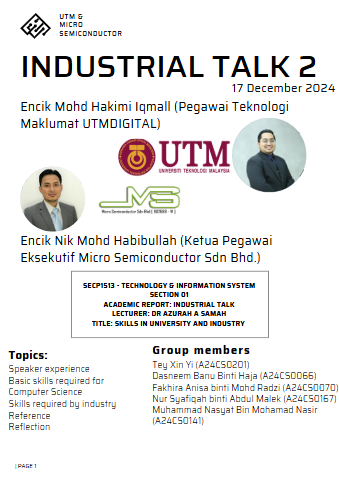 UTM &
MICRO
SEMICONDUCTOR
INDUSTRIAL TALK 2
17 December 2024
Encik Mohd Hakimi Iqmall (Pegawai Teknologi
Maklumat UTMDIGITAL)
UTM
UNIVERSITI TEKNOLOGI MALAYSIA
MS
Micro Semiconductor Sdn Bhd
Encik Nik Mohd Habibullah (Ketua Pegawai
Eksekutif Micro Semiconductor Sdn Bhd.)
SECP1513 - TECHNOLOGY & INFORMATION SYSTEM
SECTION 01
ACADEMIC REPORT: INDUSTRIAL TALK
LECTURER: DR AZURAH A SAMAH
TITLE: SKILLS IN UNIVERSITY AND INDUSTRY
Topics:
Speaker experience
Basic skills required for
Computer Science
Skills required by industry
Reference
Reflection
Group members
Tey Xin Yi (A24CS0201)
Dasneem Banu Binti Haja (A24CS0066)
Fakhira Anisa binti Mohd Radzi (A24CS0070)
Nur Syafiqah binti Abdul Malek (A24CS0167)
Muhammad Nasyat Bin Mohamad Nasir
(A24CS0141)
| PAGE 1